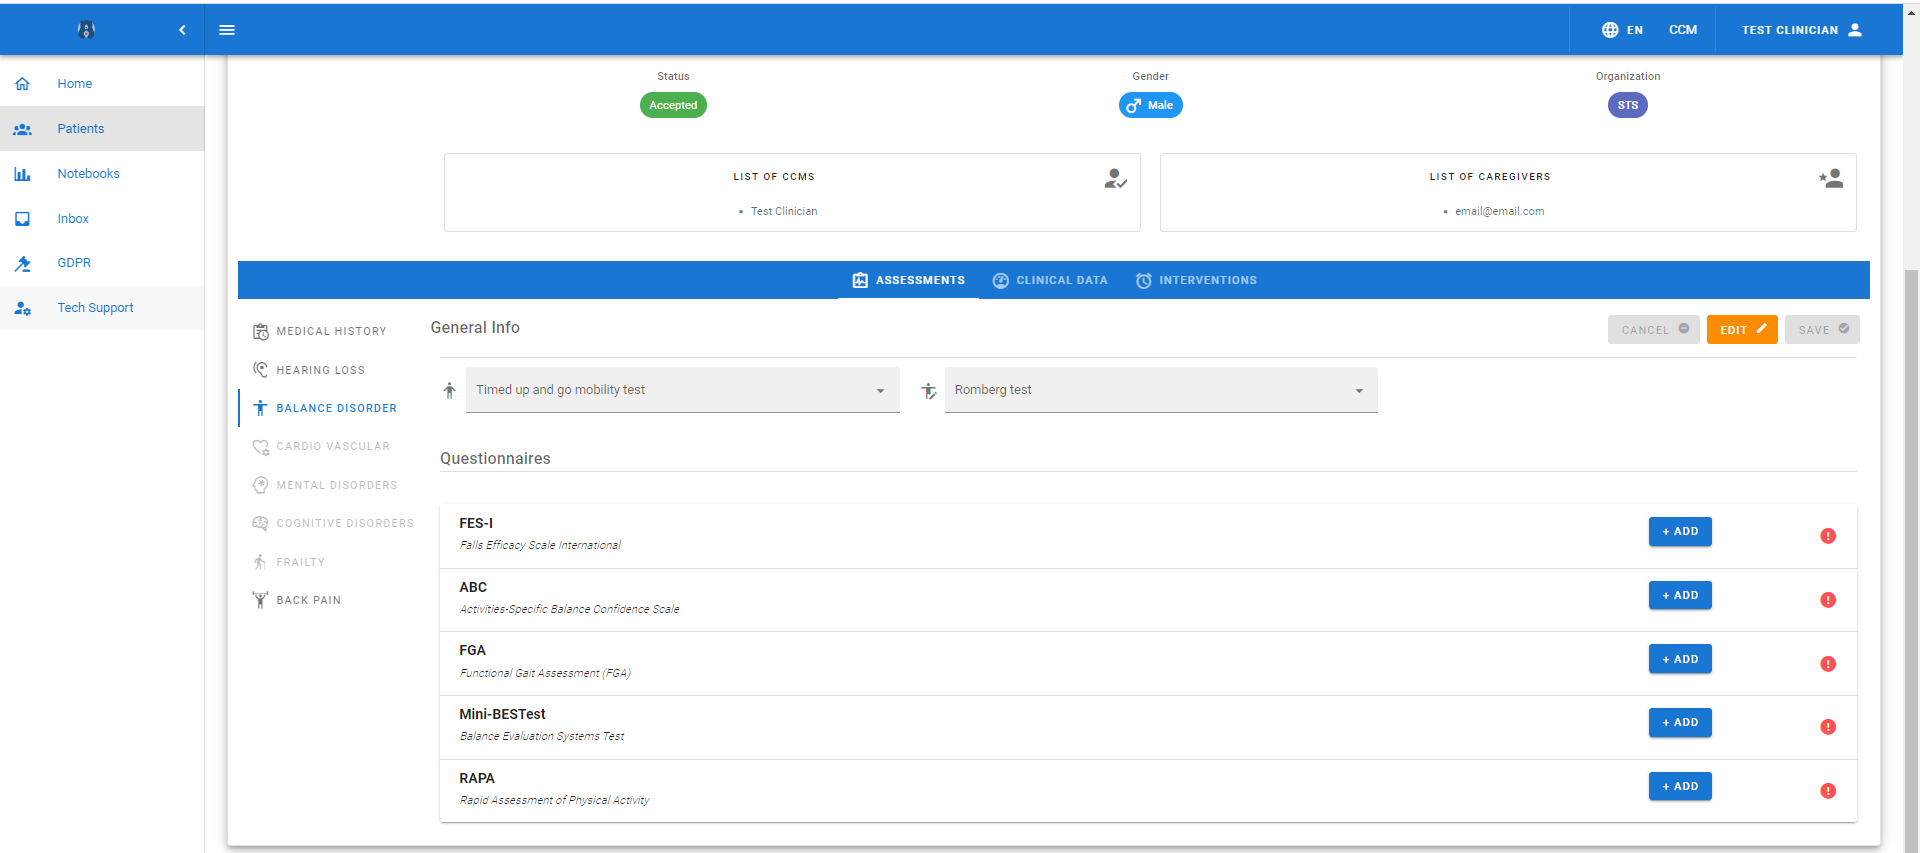 EN
CCM
TEST CLINICIAN
Home
Patients
Notebooks
Inbox
GDPR
Tech Support
Status
Gender
Organization
Accepted
Male
STS
LIST OF CCMS
Test Clinician
LIST OF CAREGIVERS
email@email.com
ASSESSMENTS
CLINICAL DATA
INTERVENTIONS
MEDICAL HISTORY
HEARING LOSS
BALANCE DISORDER
CARDIO VASCULAR
MENTAL DISORDERS
COGNITIVE DISORDERS
FRAILTY
BACK PAIN
General Info
CANCEL
EDIT
SAVE
Timed up and go mobility test
Romberg test
Questionnaires
FES-I
Falls Efficacy Scale International
+ ADD
ABC
Activities-Specific Balance Confidence Scale
+ ADD
FGA
Functional Gait Assessment (FGA)
+ ADD
Mini-BESTest
Balance Evaluation Systems Test
+ ADD
RAPA
Rapid Assessment of Physical Activity
+ ADD